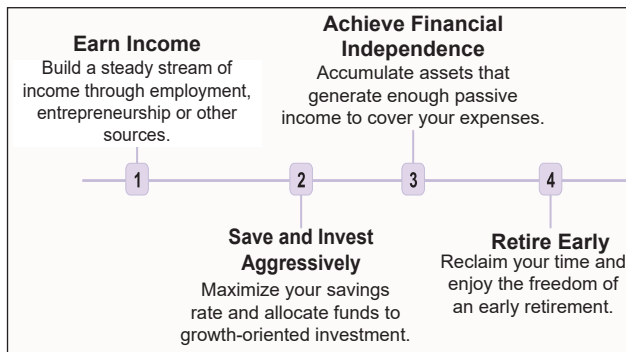 Earn Income
Build a steady stream of
income through employment,
entrepreneurship or other
sources.
1
2
Save and Invest
Aggressively
Maximize your savings
rate and allocate funds to
growth-oriented investment.
Achieve Financial
Independence
Accumulate assets that
generate enough passive
income to cover your expenses.
3
4
Retire Early
Reclaim your time and
enjoy the freedom of
an early retirement.